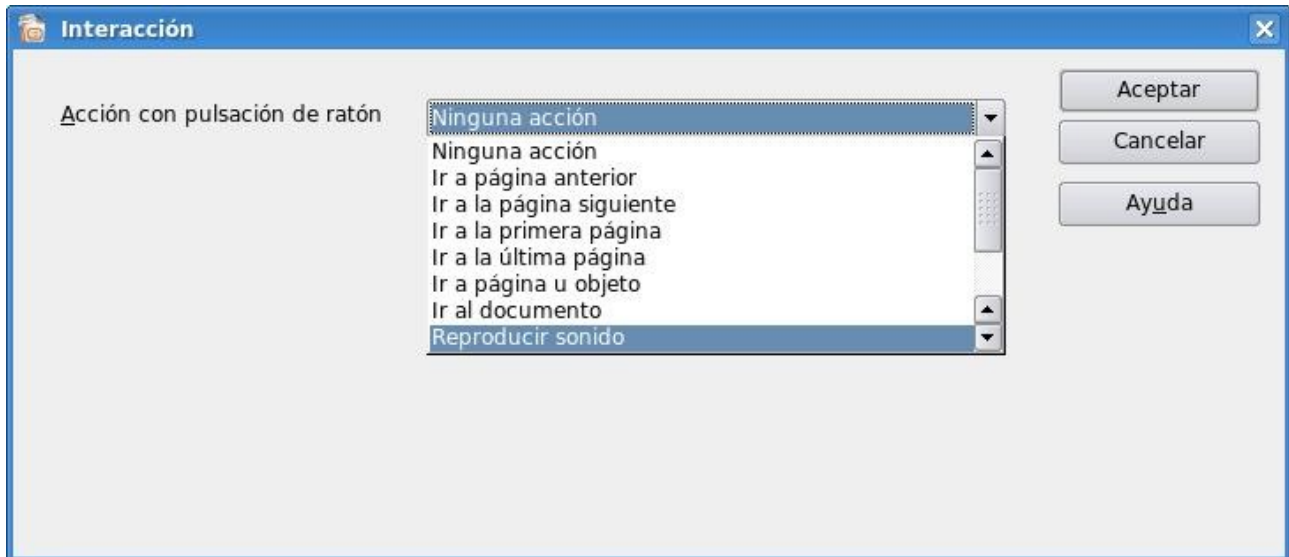 Interacción
Acción con pulsación de ratón
Ninguna acción
Ninguna acción
Ir a página anterior
Ir a la página siguiente
Ir a la primera página
Ir a la última página
Ir a página u objeto
Ir al documento
Reproducir sonido
Aceptar
Cancelar
Ayuda